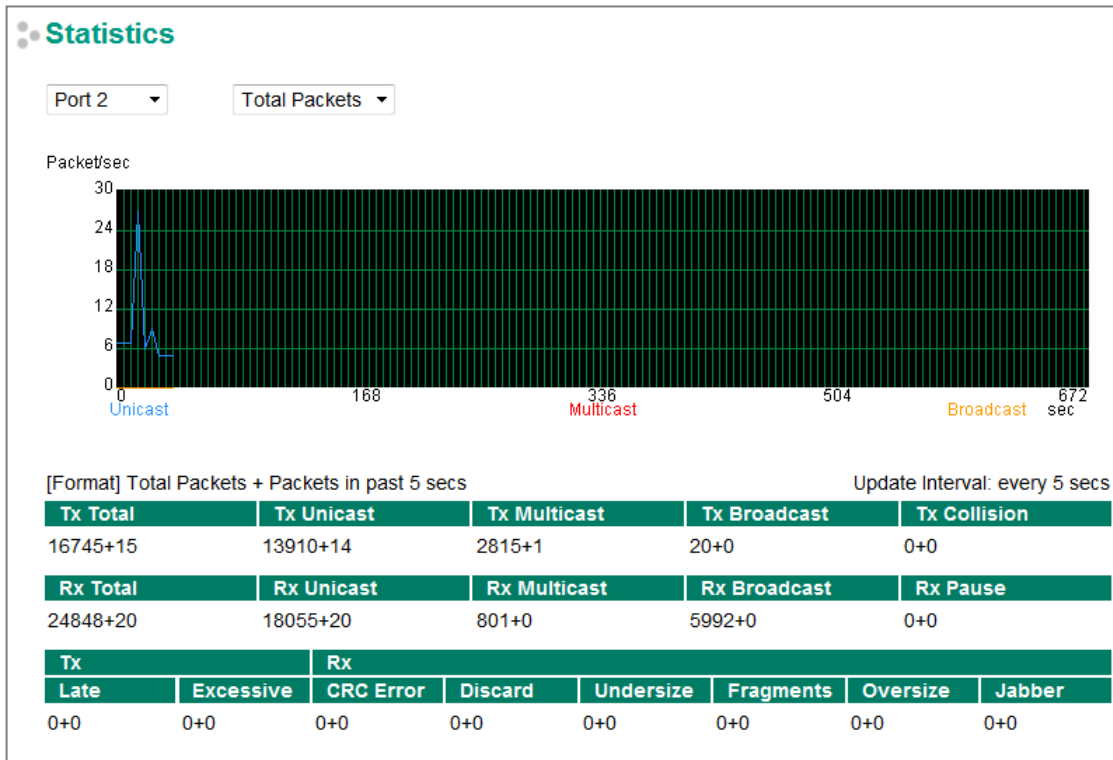 Statistics
Port 2 Total Packets
Packet/sec
30
24
18
12
6
0
0 168 336 504 672
Unicast Multicast Broadcast sec
[Format] Total Packets + Packets in past 5 secs Update Interval: every 5 secs
Tx Total Tx Unicast Tx Multicast Tx Broadcast Tx Collision
16745+15 13910+14 2815+1 20+0 0+0
Rx Total Rx Unicast Rx Multicast Rx Broadcast Rx Pause
24848+20 18055+20 801+0 5992+0 0+0
Tx Rx
Late Excessive CRC Error Discard Undersize Fragments Oversize Jabber
0+0 0+0 0+0 0+0 0+0 0+0 0+0 0+0